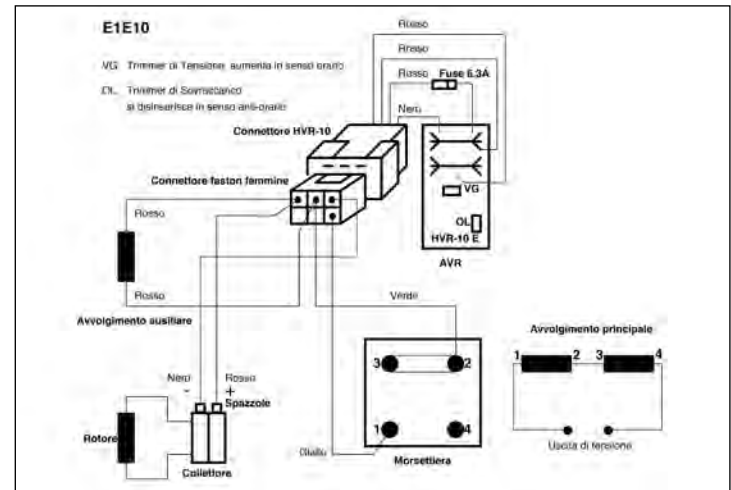 E1E10
VG Trimmer di Tensione, aumenta in senso orario
OL Trimmer di Sovraccarico
si disinserisce in senso anti-orario
Rosso
Rosso
Rosso Fuse 6.3A
Nero
Connettore HVR-10
Connettore faston femmine
VG
OL
HVR-10 E
AVR
Rosso
Rosso
Avvolgimento ausiliare
Verde
Avvolgimento principale
1 2 3 4
3 2
1 4
Nero Rosso
- +
Spazzole
Rotore
Collettore
Giallo
Morsettiera
Uscita di tensione